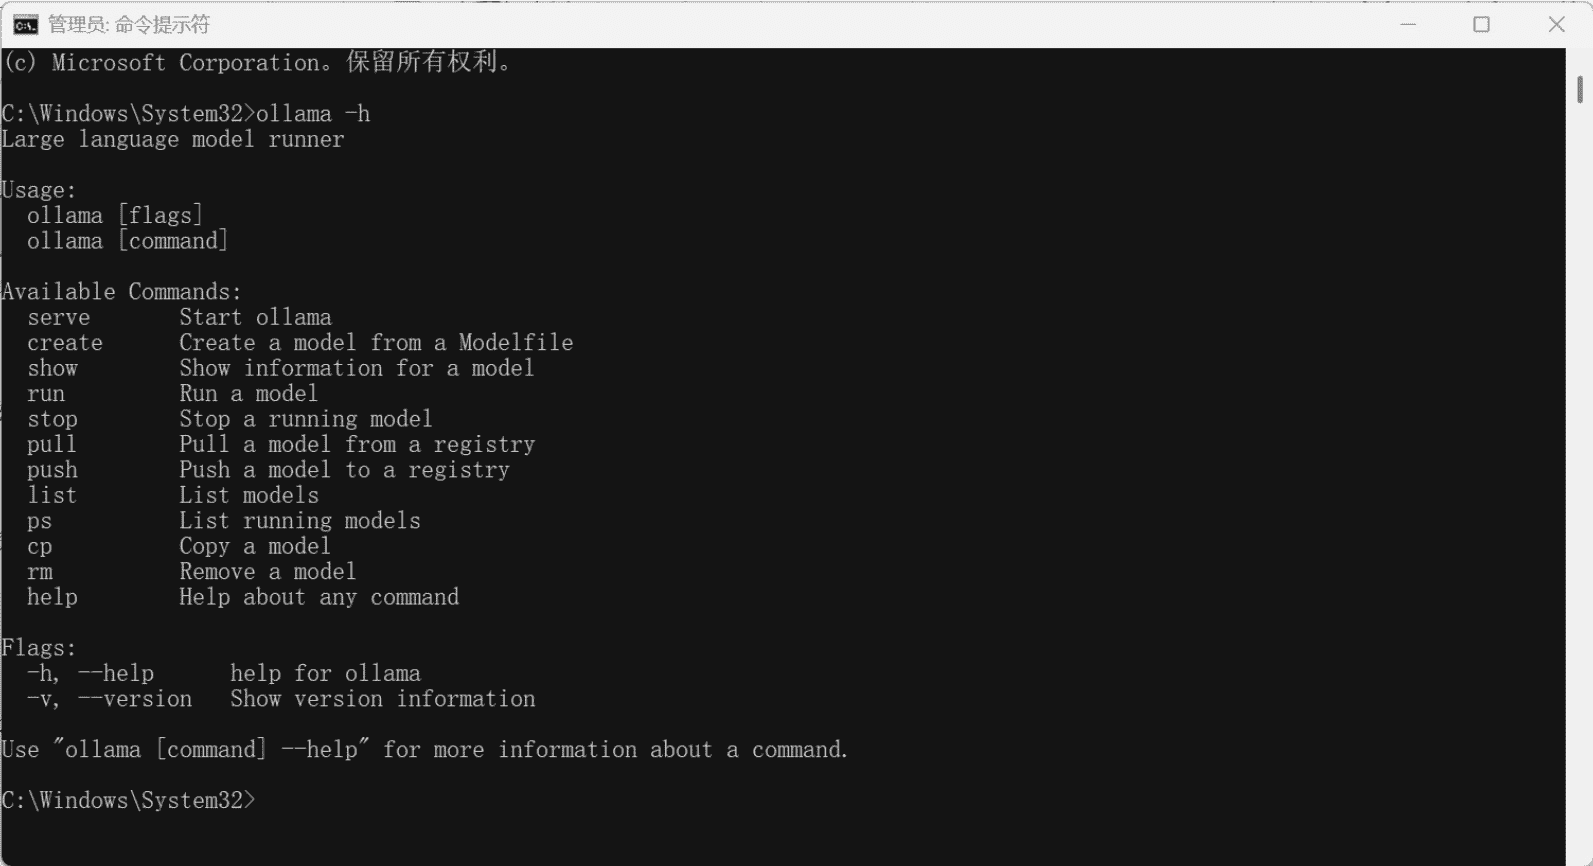 管理员: 命令提示符
(c) Microsoft Corporation。保留所有权利。
C:\Windows\System32>ollama -h
Large language model runner
Usage:
  ollama [flags]
  ollama [command]
Available Commands:
  serve       Start ollama
  create      Create a model from a Modelfile
  show        Show information for a model
  run         Run a model
  stop        Stop a running model
  pull        Pull a model from a registry
  push        Push a model to a registry
  list        List models
  ps          List running models
  cp          Copy a model
  rm          Remove a model
  help        Help about any command
Flags:
  -h, --help      help for ollama
  -v, --version   Show version information
Use "ollama [command] --help" for more information about a command.
C:\Windows\System32>